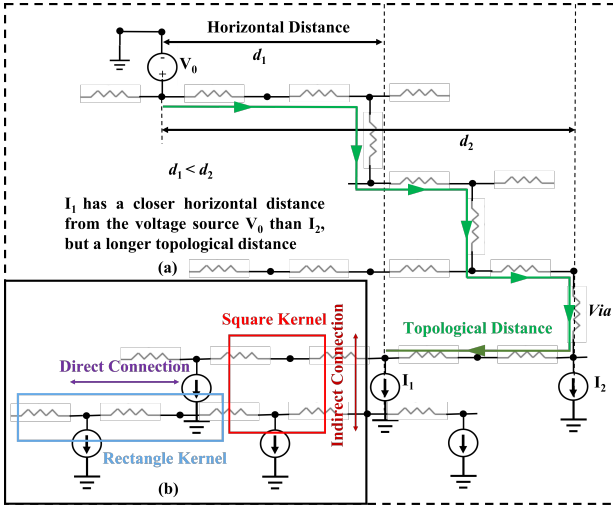 Horizontal Distance
d1
- 
+
V0
d2
d1 < d2
I1 has a closer horizontal distance
from the voltage source V0 than I2,
but a longer topological distance
(a)
Via
Square Kernel
Topological Distance
Direct Connection
Indirect Connection
I1
I2
Rectangle Kernel
(b)